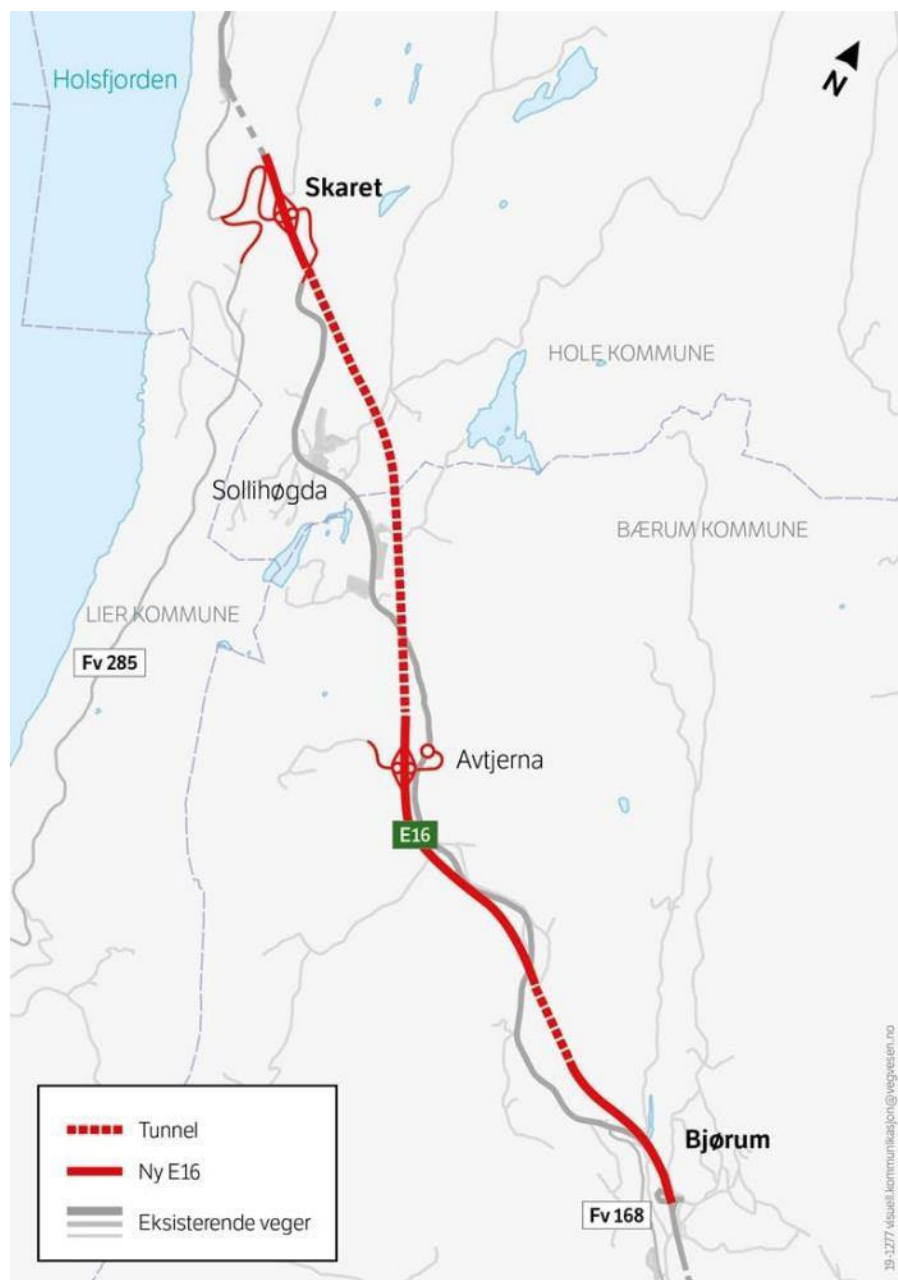 Holsfjorden
N
Skaret
HOLE KOMMUNE
Sollihøgda
BÆRUM KOMMUNE
LIER KOMMUNE
Fv 285
Avtjerna
E16
Bjørum
Fv 168
Tunnel
Ny E16
Eksisterende veger
19-1277 visuell.kommunikasjon@vegvesen.no